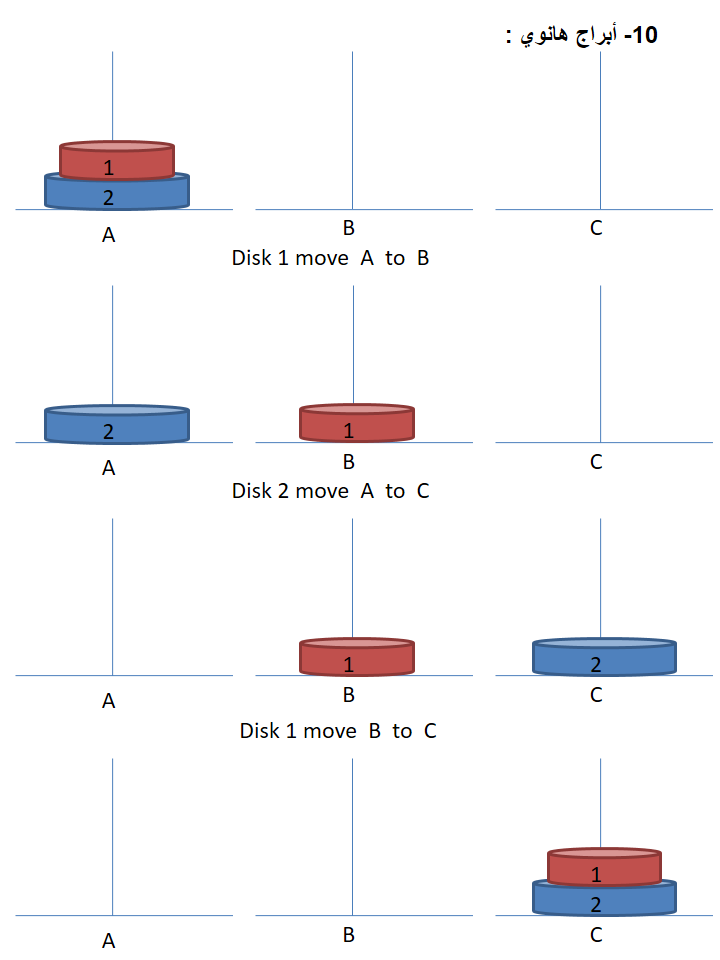 10- أبراج هانوي :
1
2
A B C
Disk 1 move A to B
2 1
A B C
Disk 2 move A to C
1 2
A B C
Disk 1 move B to C
1
2
A B C